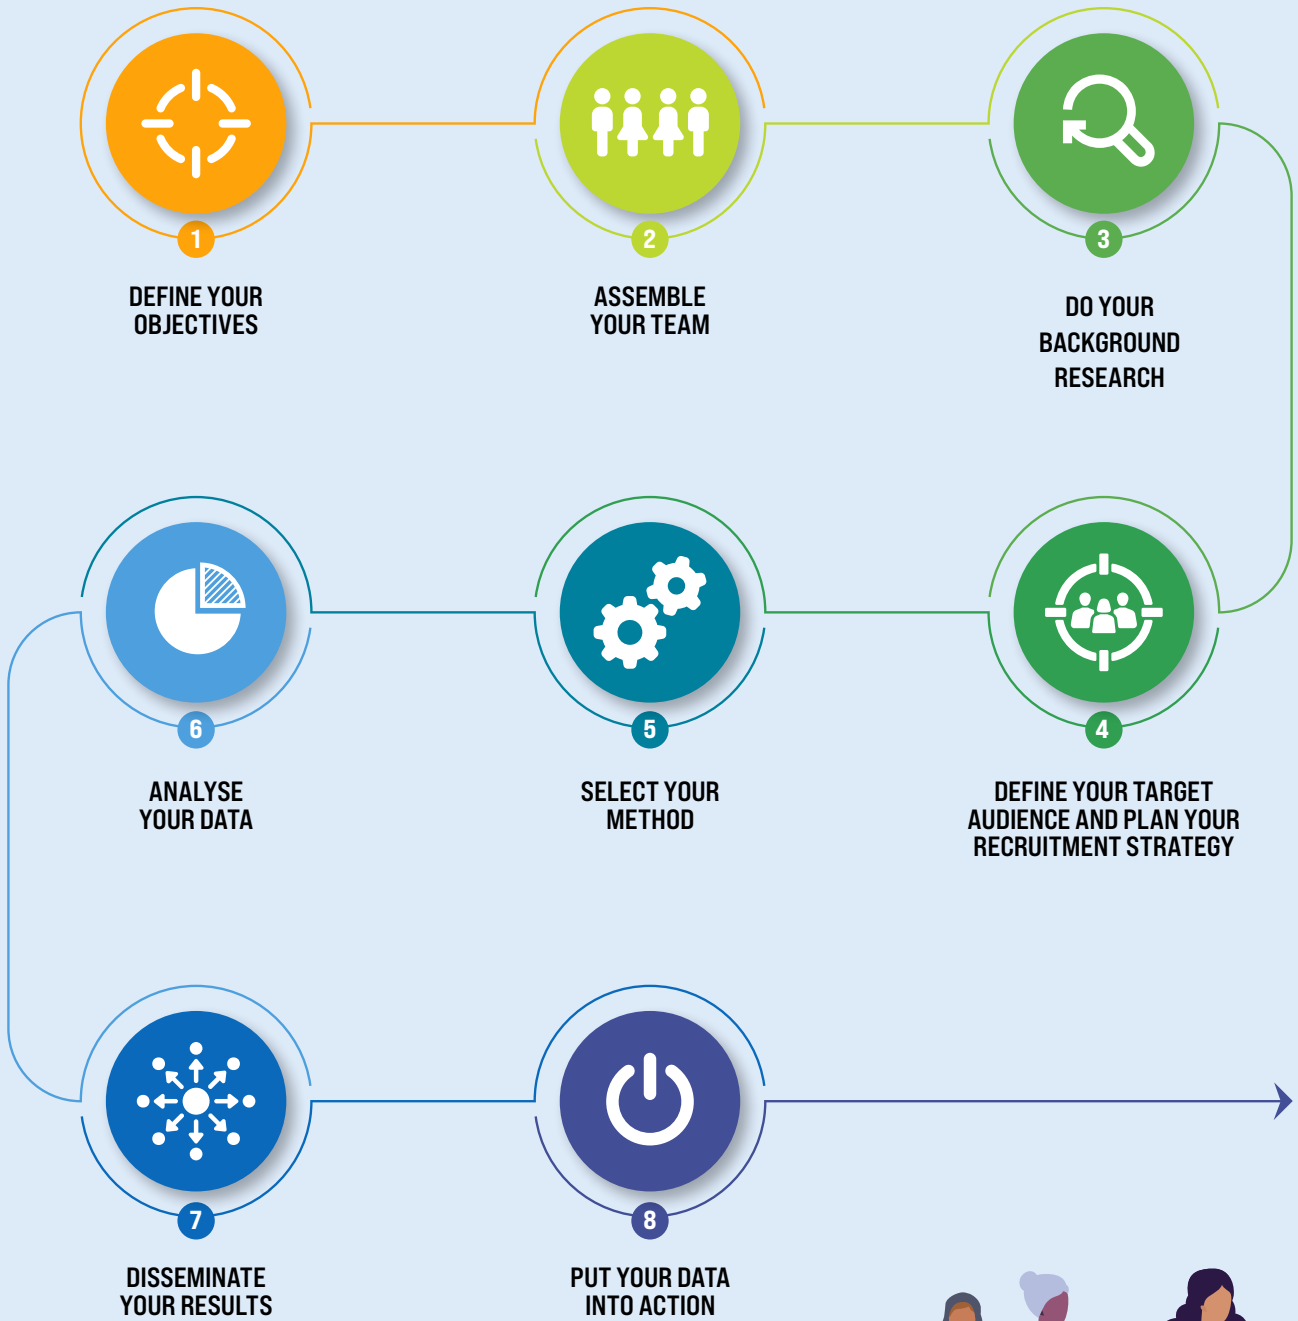 1
DEFINE YOUR
OBJECTIVES
2
ASSEMBLE
YOUR TEAM
3
DO YOUR
BACKGROUND
RESEARCH
4
DEFINE YOUR TARGET
AUDIENCE AND PLAN YOUR
RECRUITMENT STRATEGY
5
SELECT YOUR
METHOD
6
ANALYSE
YOUR DATA
7
DISSEMINATE
YOUR RESULTS
8
PUT YOUR DATA
INTO ACTION